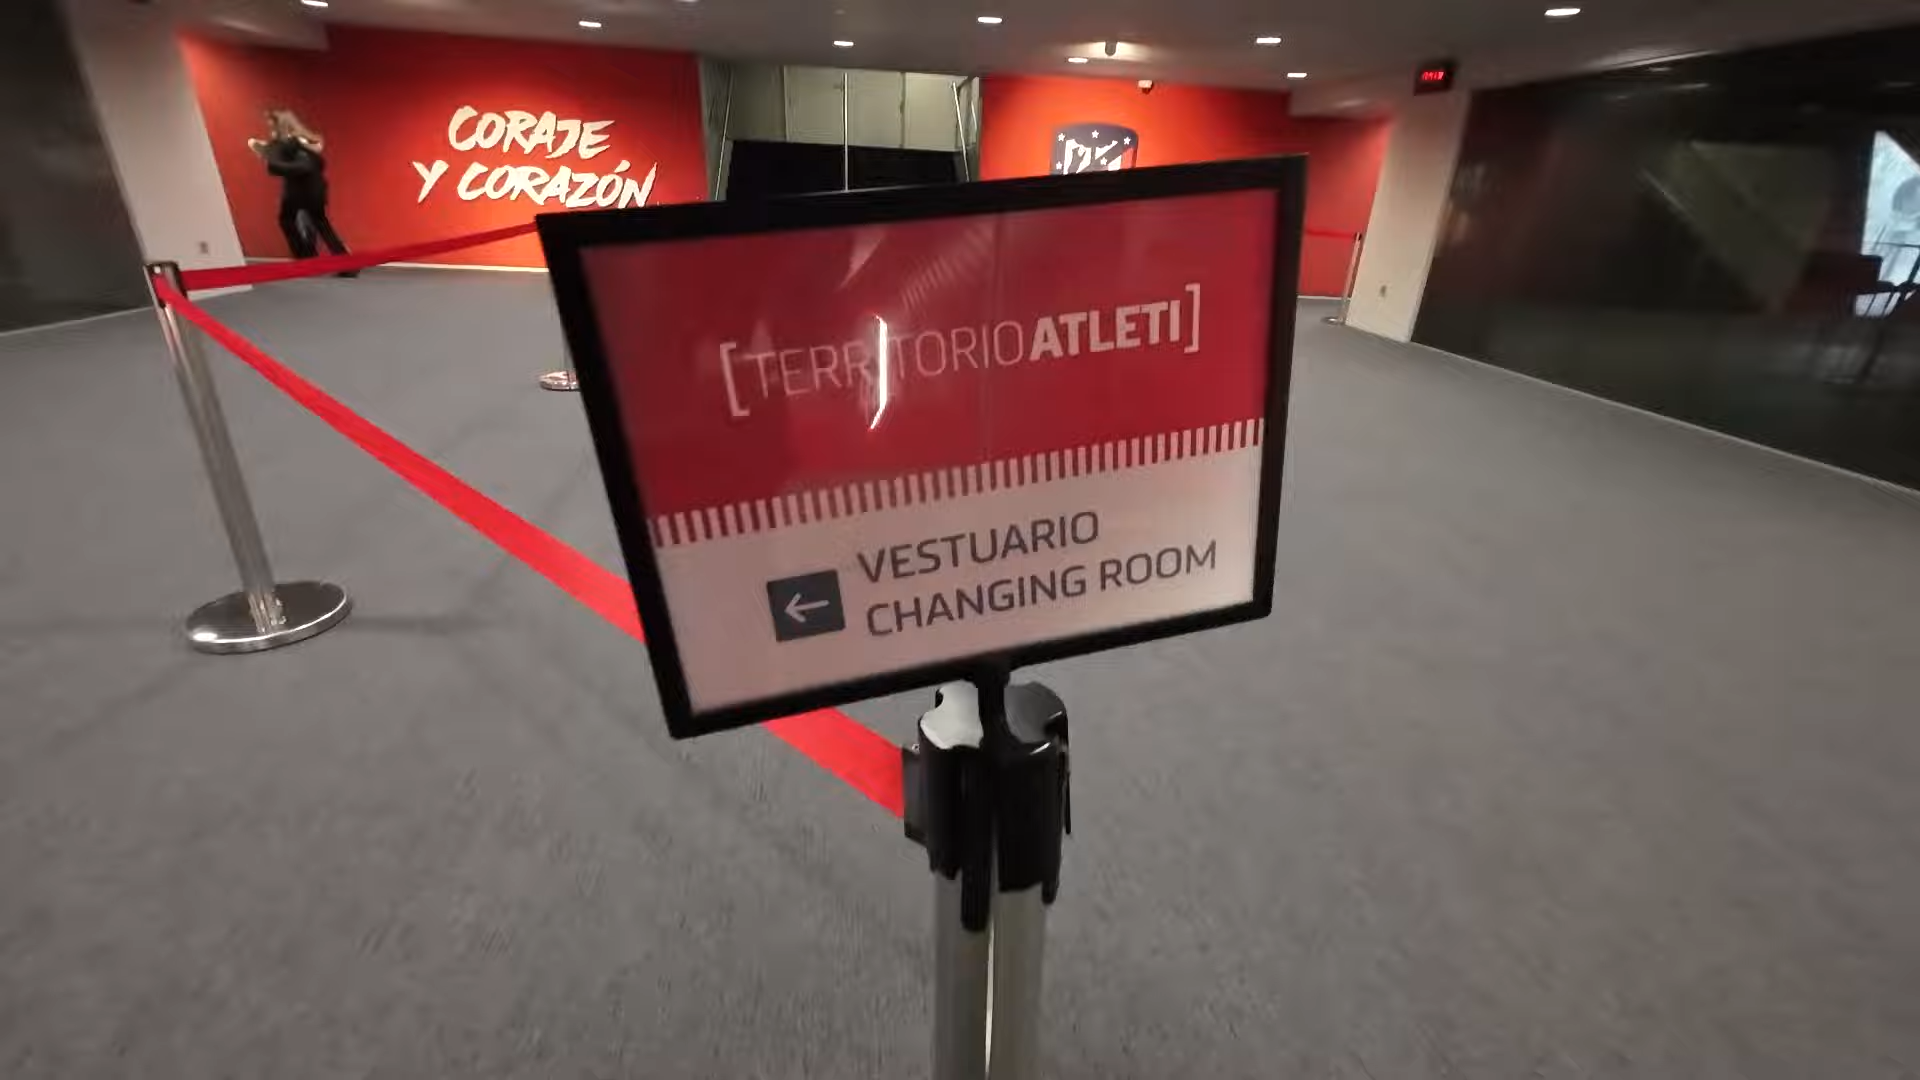 CORAJE
Y CORAZÓN
[TERRITORIOATLETI]
VESTUARIO
CHANGING ROOM